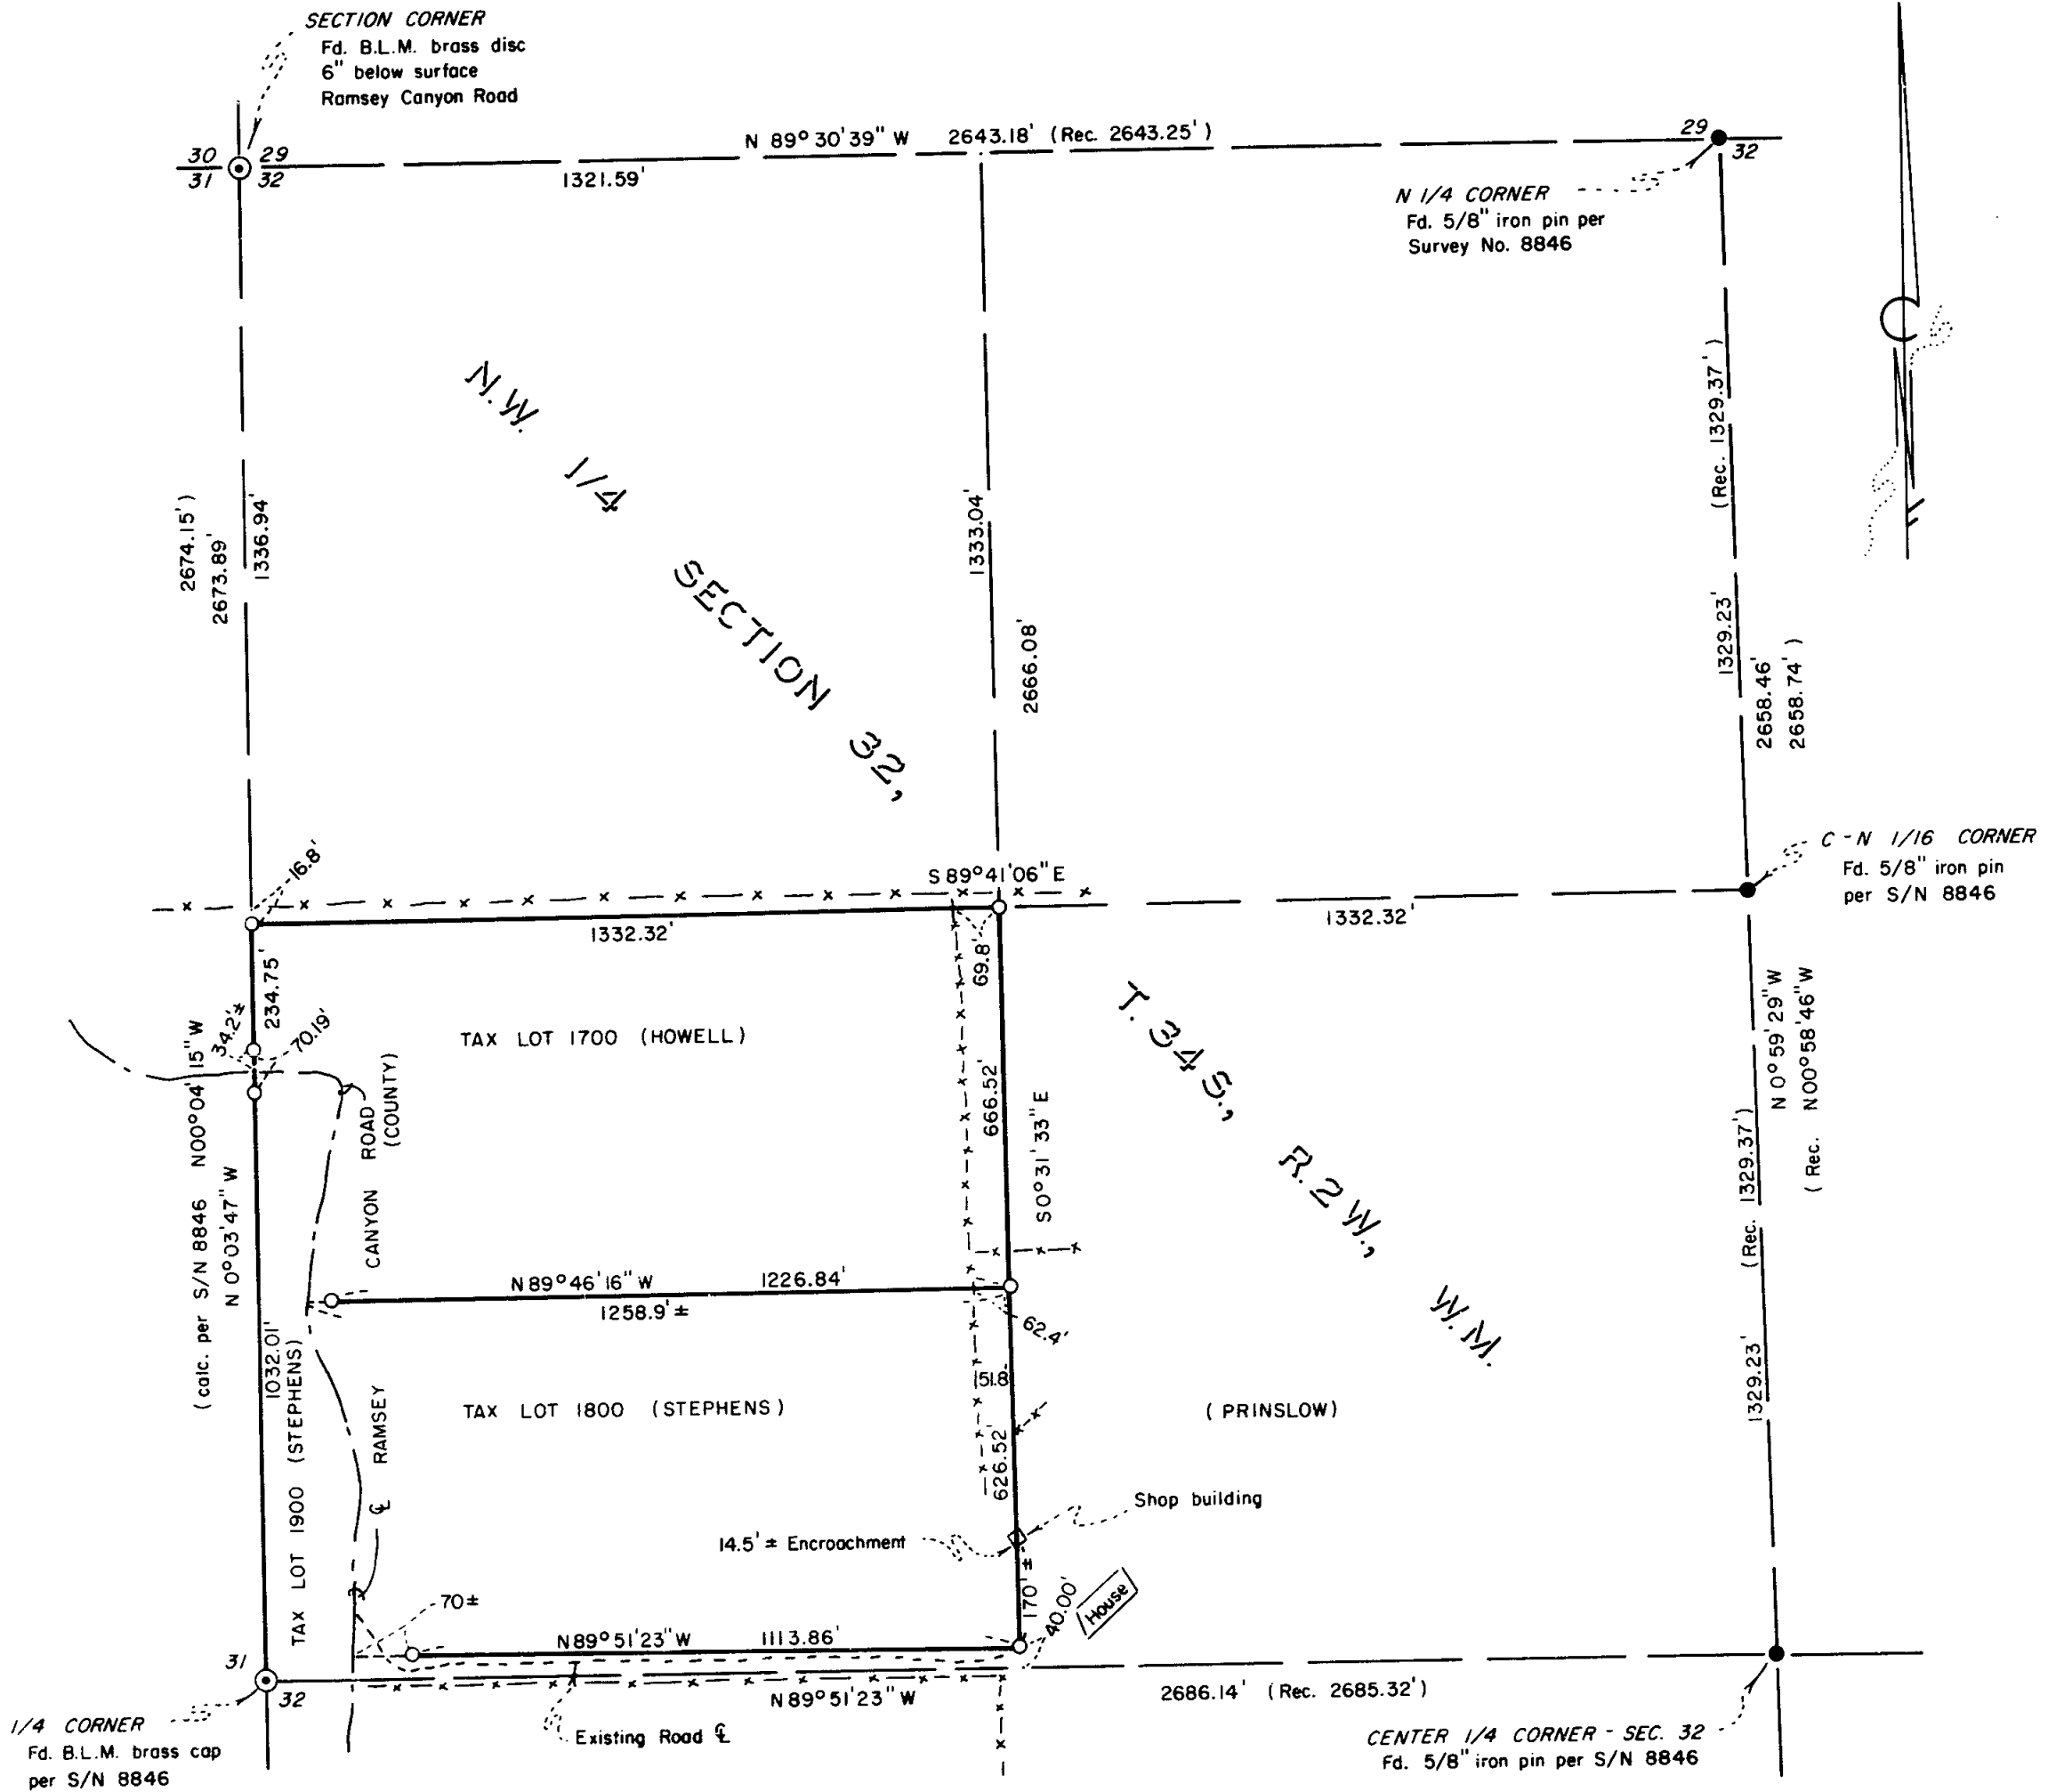 SECTION CORNER
Fd. B.L.M. brass disc
6" below surface
Ramsey Canyon Road
N 89°30'39" W 2643.18' (Rec. 2643.25')
30 29
31 32
1321.59'
29
32
N 1/4 CORNER
Fd. 5/8" iron pin per
Survey No. 8846
N.W. 1/4 SECTION 32,
T. 34 S., R. 2 W., W. M.
2674.15')
2673.89'
1336.94'
1333.04'
2666.08'
(Rec. 1329.37')
1329.23'
2658.46'
2658.74')
C-N 1/16 CORNER
Fd. 5/8" iron pin
per S/N 8846
16.8'
S 89°41'06" E
1332.32'
1332.32'
234.75'
69.8'
34.2'±
70.19'
TAX LOT 1700 (HOWELL)
CANYON ROAD
(COUNTY)
666.52'
S 0°31'33" E
(calc. per S/N 8846 N00°04'15" W
N 0°03'47" W
N 0°59'29" W
(Rec. N00°58'46" W
(Rec. 1329.37')
1329.23'
N 89°46'16" W 1226.84'
1258.9'±
62.4'
1032.01'
TAX LOT 1900 (STEPHENS)
℄ RAMSEY
51.8'
TAX LOT 1800 (STEPHENS)
(PRINSLOW)
626.52'
Shop building
14.5'± Encroachment
170'±
40.00'
House
70±
N 89°51'23" W 1113.86'
31
32
N 89°51'23" W
2686.14' (Rec. 2685.32')
1/4 CORNER
Fd. B.L.M. brass cap
per S/N 8846
Existing Road ℄
CENTER 1/4 CORNER - SEC. 32
Fd. 5/8" iron pin per S/N 8846